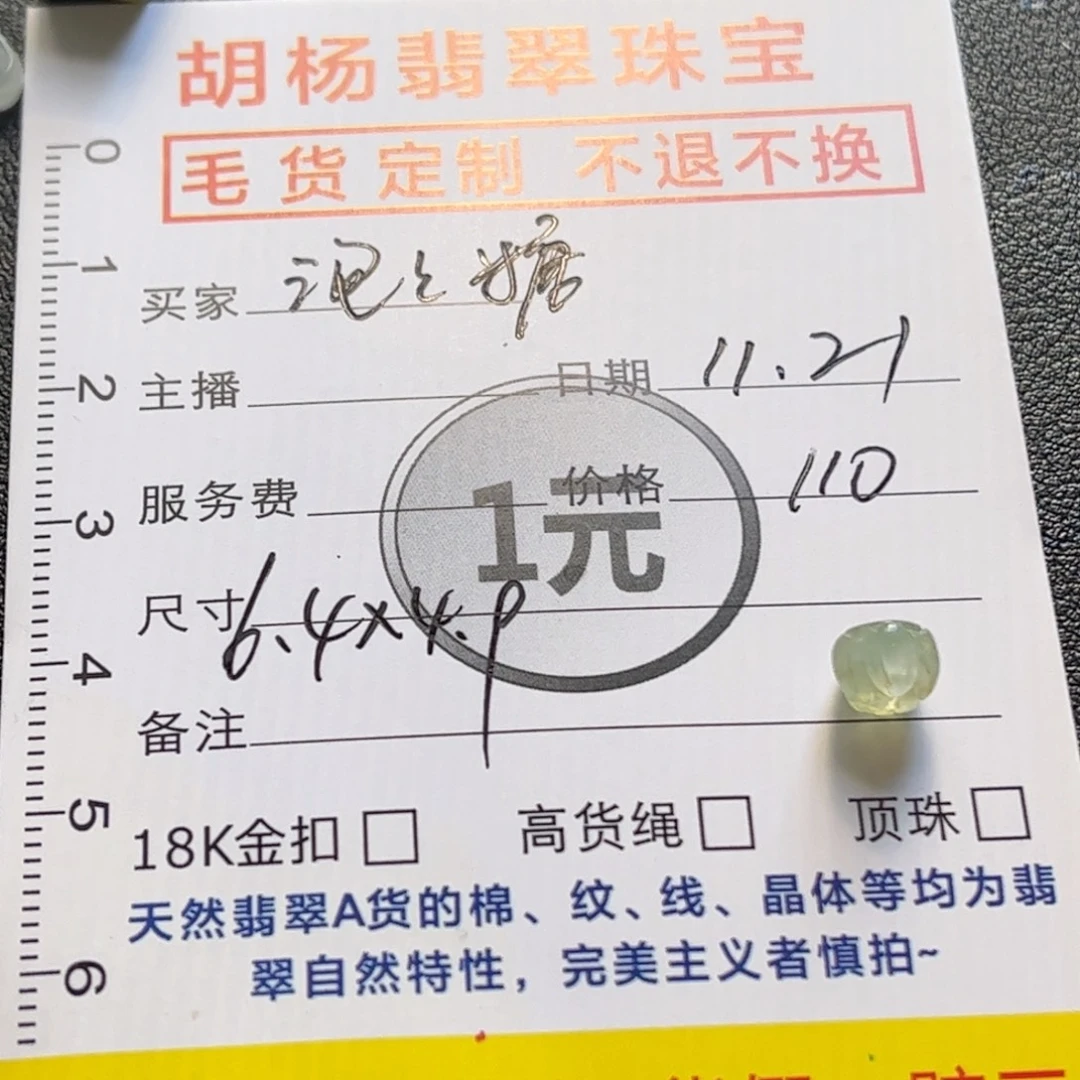 胡杨翡翠珠宝
毛货定制 不退不换
买家 泡之糖
主播 日期 11.21
服务费 价格 110
1元
尺寸 6.4x4.9
备注
18K金扣 高货绳 顶珠
天然翡翠A货的棉、纹、线、晶体等均为翡
翠自然特性，完美主义者慎拍~
0
1
2
3
4
5
6